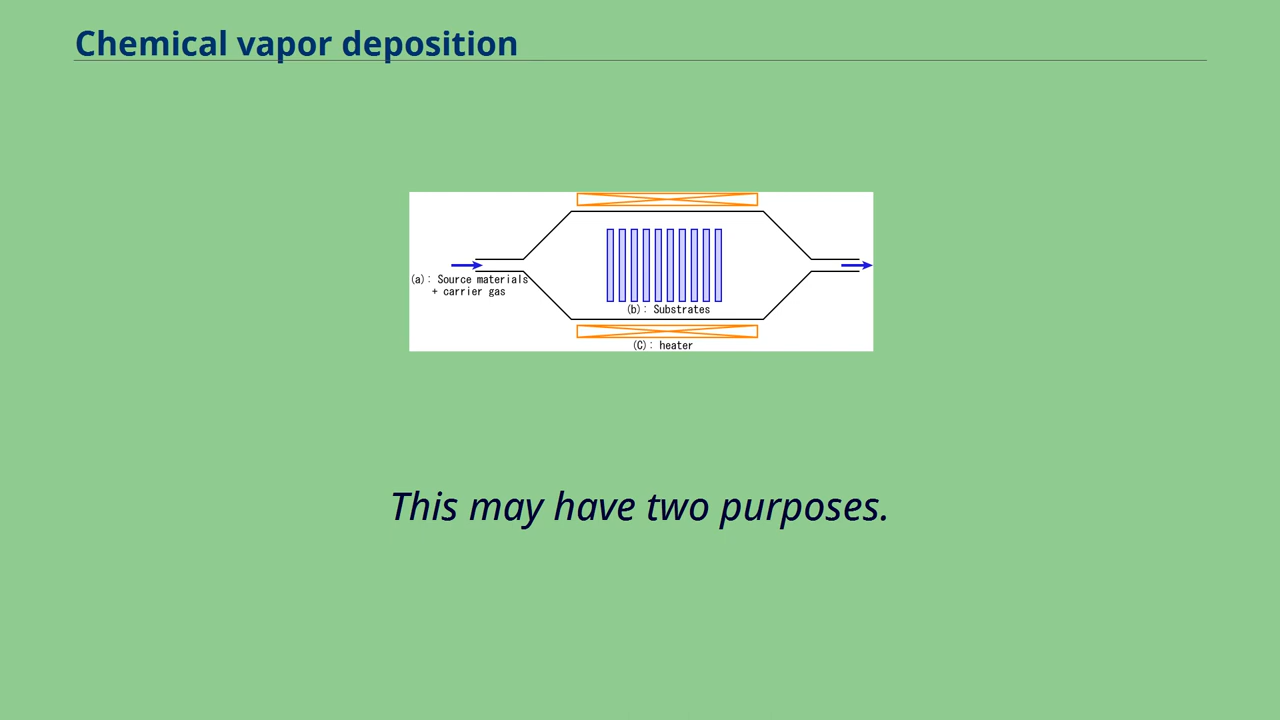 Chemical vapor deposition
(a): Source materials
+ carrier gas
(b): Substrates
(C): heater
This may have two purposes.